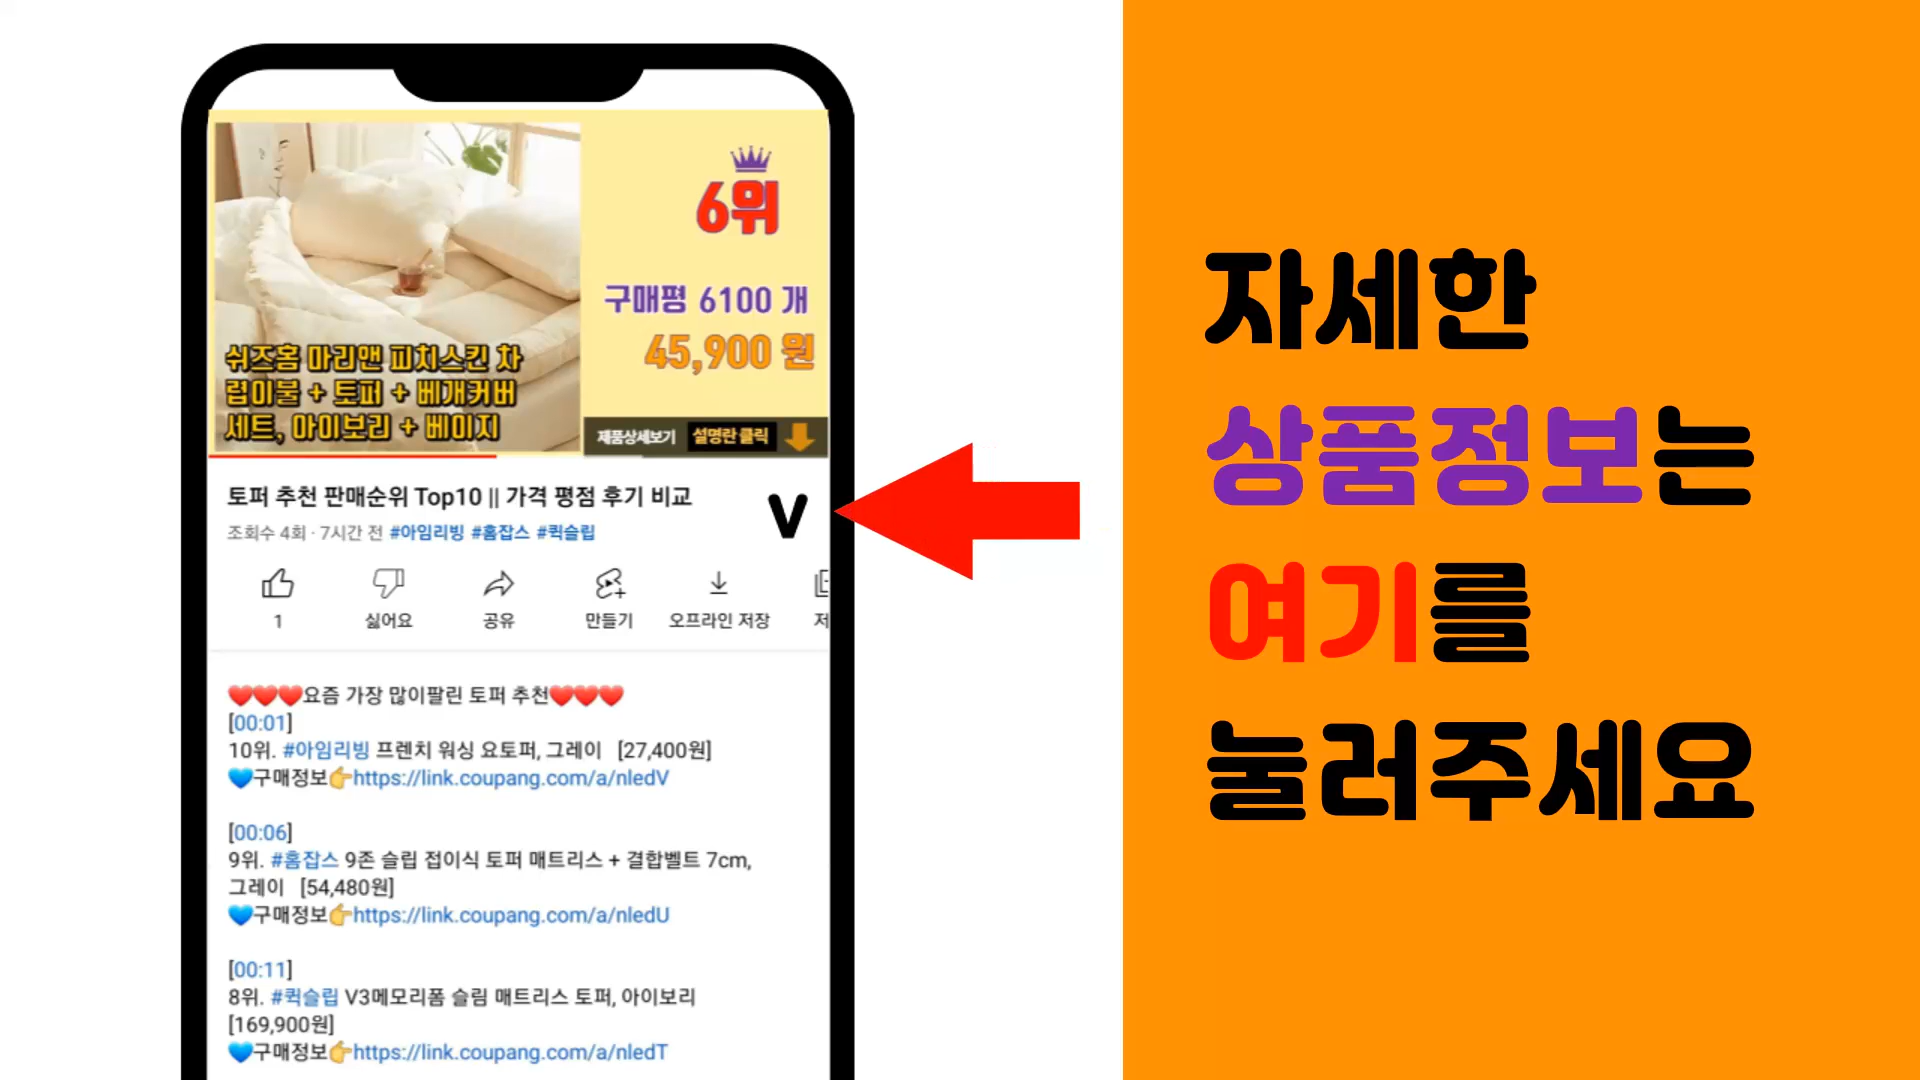 6위
구매평 6100 개
45,900 원
쉬즈홈 마리앤 피치스킨 차
렵이불 + 토퍼 + 베개커버
세트, 아이보리 + 베이지
제품상세보기 설명란 클릭
토퍼 추천 판매순위 Top10 || 가격 평점 후기 비교
V
조회수 4회 · 7시간 전 #아임리빙 #홈잡스 #퀵슬립
1 싫어요 공유 만들기 오프라인 저장 저
❤❤❤요즘 가장 많이팔린 토퍼 추천❤❤❤
[00:01]
10위. #아임리빙 프렌치 워싱 요토퍼, 그레이 [27,400원]
💙구매정보👉https://link.coupang.com/a/nledV
[00:06]
9위. #홈잡스 9존 슬립 접이식 토퍼 매트리스 + 결합벨트 7cm,
그레이 [54,480원]
💙구매정보👉https://link.coupang.com/a/nledU
[00:11]
8위. #퀵슬립 V3메모리폼 슬림 매트리스 토퍼, 아이보리
[169,900원]
💙구매정보👉https://link.coupang.com/a/nledT
자세한
상품정보는
여기를
눌러주세요